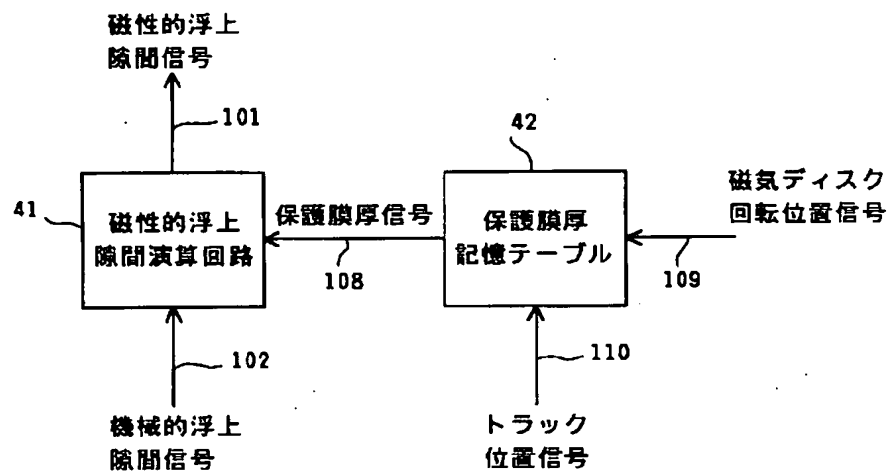 磁性的浮上
隙間信号
101
42
41
磁性的浮上
隙間演算回路
保護膜厚信号
108
保護膜厚
記憶テーブル
磁気ディスク
回転位置信号
109
102
110
機械的浮上
隙間信号
トラック
位置信号